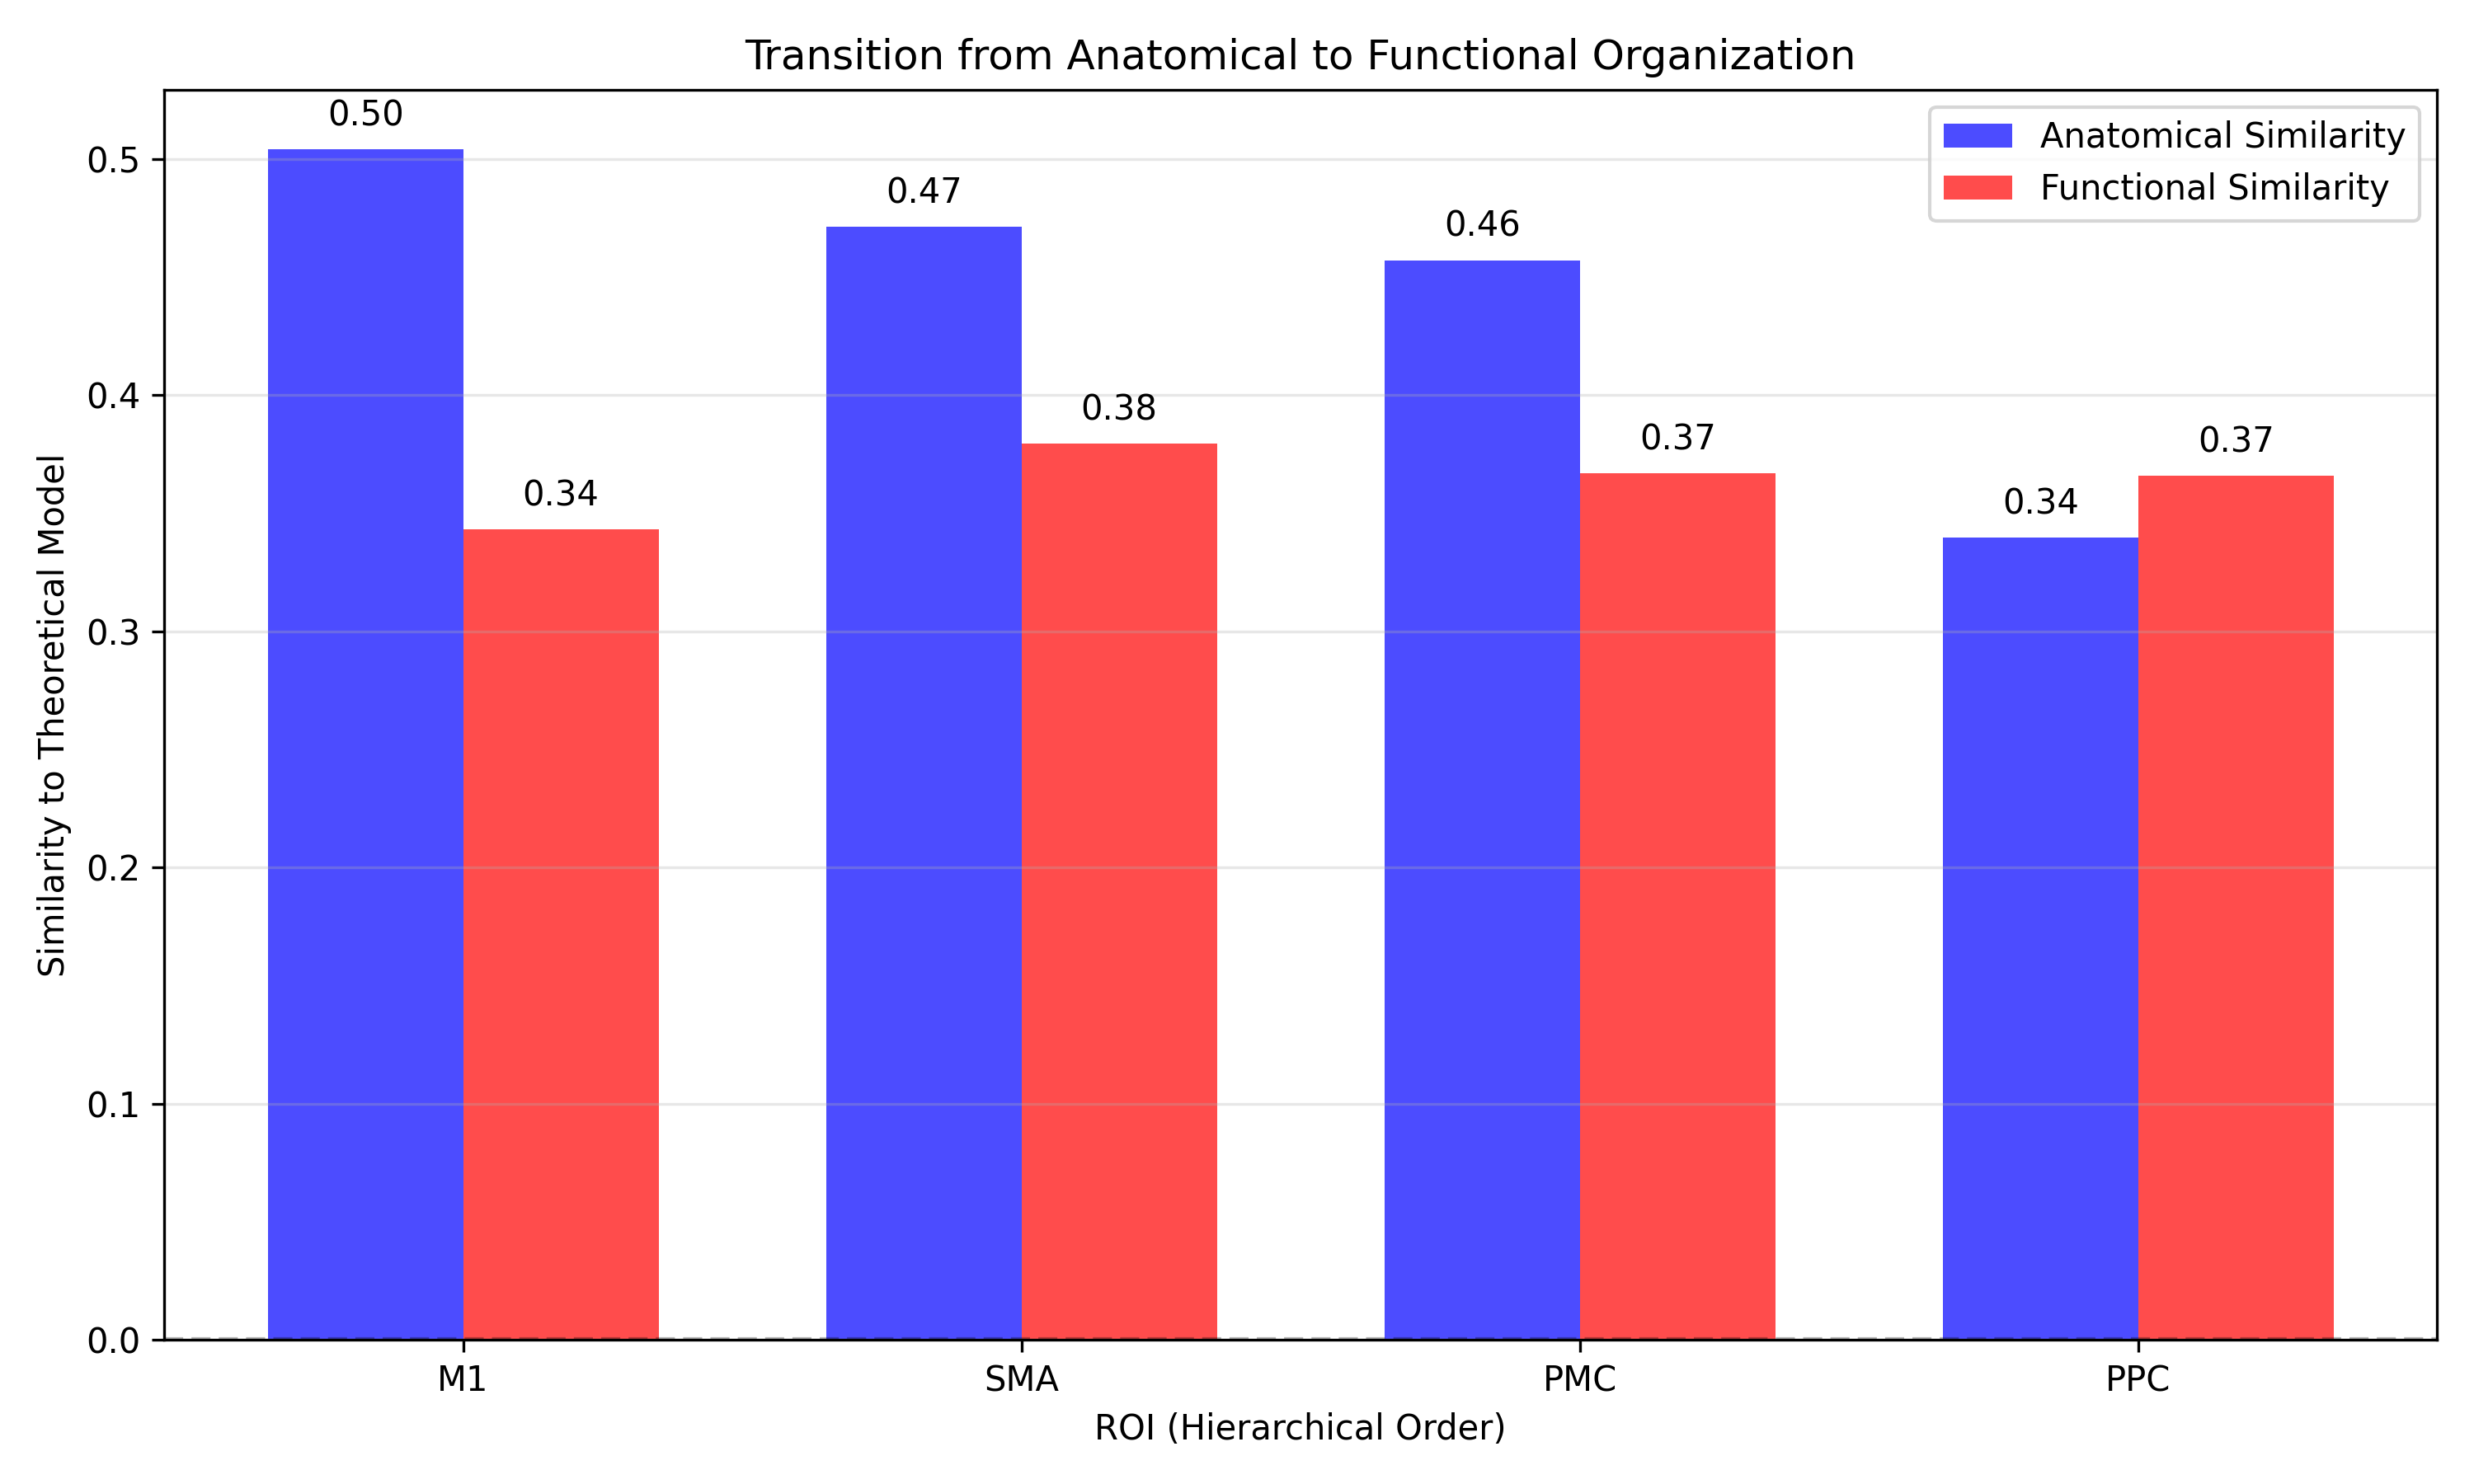 Transition from Anatomical to Functional Organization
Anatomical Similarity
Functional Similarity
0.50
0.34
0.47
0.38
0.46
0.37
0.34
0.37
0.5
0.4
0.3
0.2
0.1
0.0
Similarity to Theoretical Model
M1
SMA
PMC
PPC
ROI (Hierarchical Order)